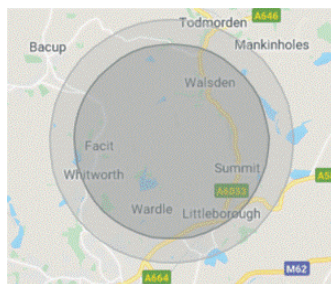 Todmorden
A646
Bacup
Mankinholes
Walsden
Facit
Whitworth
Summit
A6033
Wardle
Littleborough
A664
M62